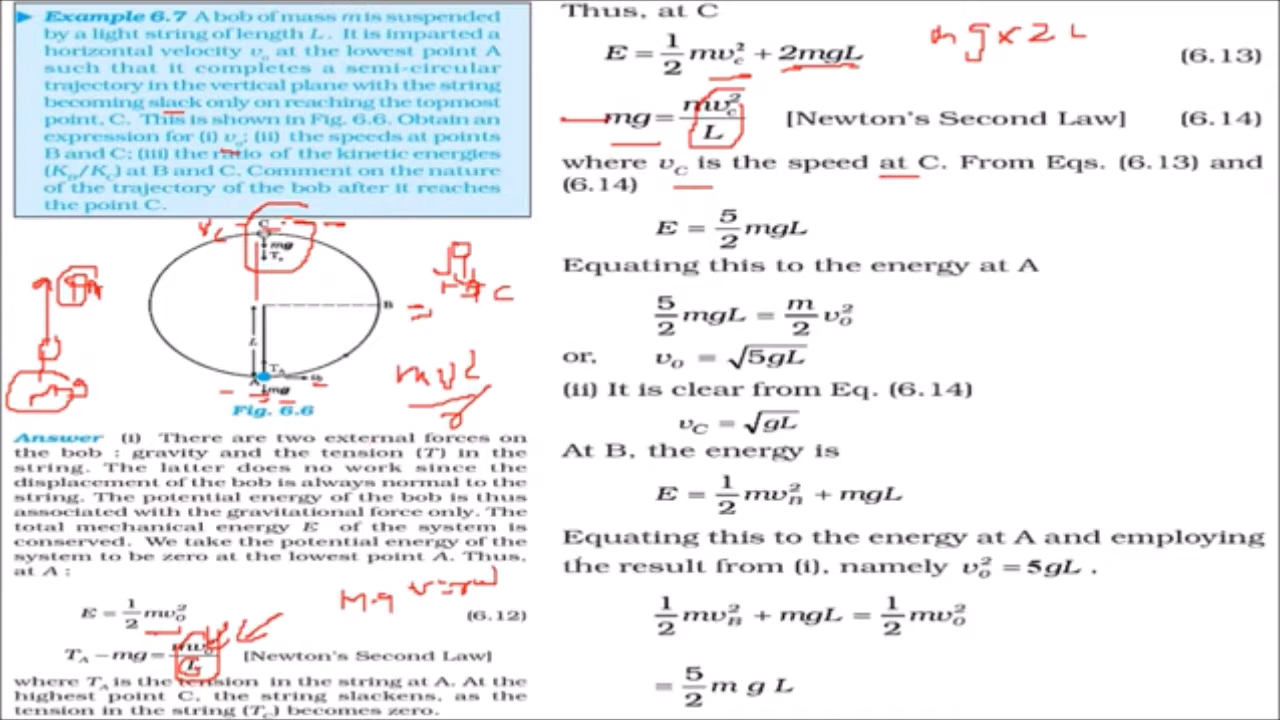 ► Example 6.7 A bob of mass m is suspended
by a light string of length L. It is imparted a
horizontal velocity v₀ at the lowest point A
such that it completes a semi-circular
trajectory in the vertical plane with the string
becoming slack only on reaching the topmost
point, C. This is shown in Fig. 6.6. Obtain an
expression for (i) v₀; (ii) the speeds at points
B and C; (iii) the ratio of the kinetic energies
(K_B/K_C) at B and C. Comment on the nature
of the trajectory of the bob after it reaches
the point C.
v_C
C
mg
T_C
B
C
L
T_A
A
mg
mv2
Fig. 6.6
Answer (i) There are two external forces on
the bob : gravity and the tension (T) in the
string. The latter does no work since the
displacement of the bob is always normal to the
string. The potential energy of the bob is thus
associated with the gravitational force only. The
total mechanical energy E of the system is
conserved. We take the potential energy of the
system to be zero at the lowest point A. Thus,
at A :
M.g v=rω
E = 1/2 mv₀² (6.12)
T_A − mg = mv₀²/L [Newton's Second Law]
where T_A is the tension in the string at A. At the
highest point C, the string slackens, as the
tension in the string (T_C) becomes zero.
Thus, at C
mg×2L
E = 1/2 mv_c² + 2mgL (6.13)
mg = mv_c²/L [Newton's Second Law] (6.14)
where v_C is the speed at C. From Eqs. (6.13) and
(6.14)
E = 5/2 mgL
Equating this to the energy at A
5/2 mgL = m/2 v₀²
or, v₀ = √5gL
(ii) It is clear from Eq. (6.14)
v_C = √gL
At B, the energy is
E = 1/2 mv_B² + mgL
Equating this to the energy at A and employing
the result from (i), namely v₀² = 5gL .
1/2 mv_B² + mgL = 1/2 mv₀²
= 5/2 m g L